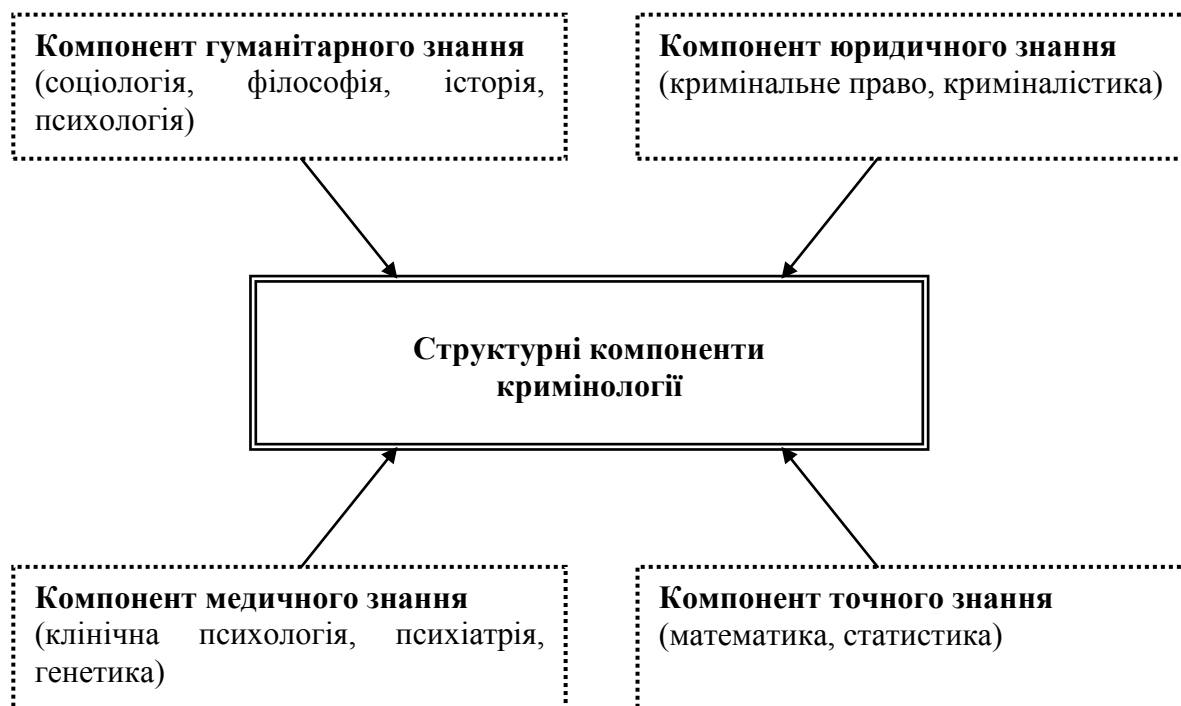 Компонент гуманітарного знання
(соціологія, філософія, історія,
психологія)
Компонент юридичного знання
(кримінальне право, криміналістика)
Структурні компоненти
кримінології
Компонент медичного знання
(клінічна психологія, психіатрія,
генетика)
Компонент точного знання
(математика, статистика)